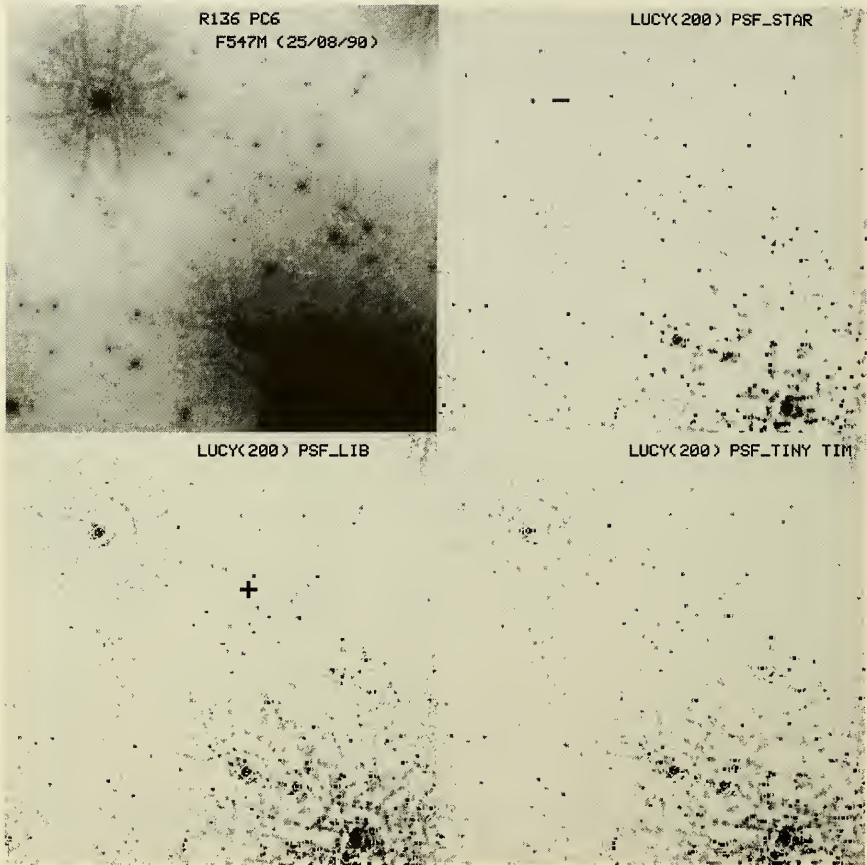 R136 PC6
F547M (25/08/90)
LUCY(200) PSF_STAR
LUCY(200) PSF_LIB
LUCY(200) PSF_TINY TIM